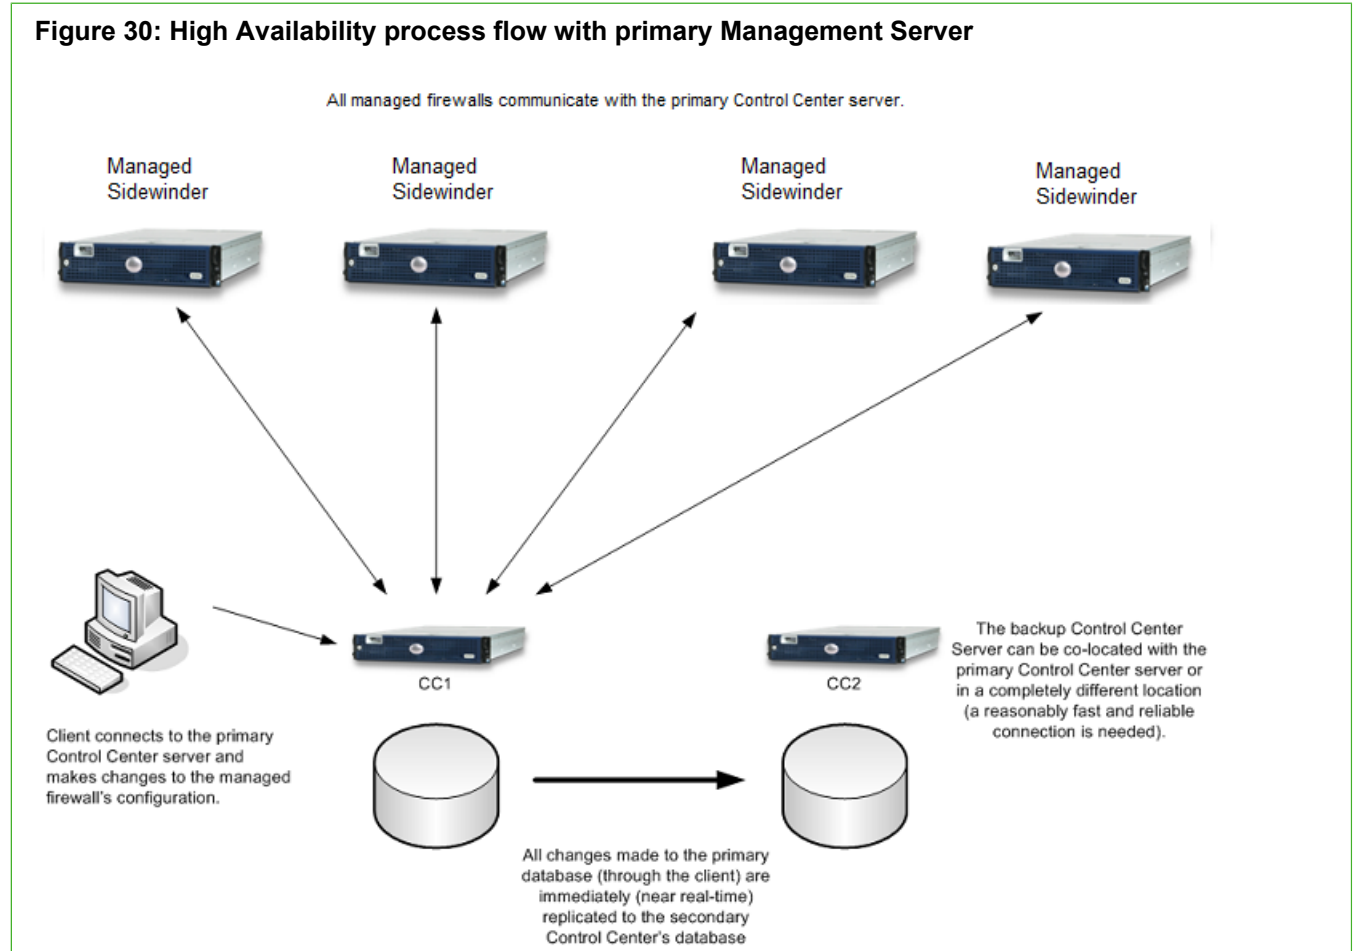 Figure 30: High Availability process flow with primary Management Server
All managed firewalls communicate with the primary Control Center server.
Managed
Sidewinder
Managed
Sidewinder
Managed
Sidewinder
Managed
Sidewinder
CC1
CC2
The backup Control Center
Server can be co-located with the
primary Control Center server or
in a completely different location
(a reasonably fast and reliable
connection is needed).
Client connects to the primary
Control Center server and
makes changes to the managed
firewall's configuration.
All changes made to the primary
database (through the client) are
immediately (near real-time)
replicated to the secondary
Control Center's database